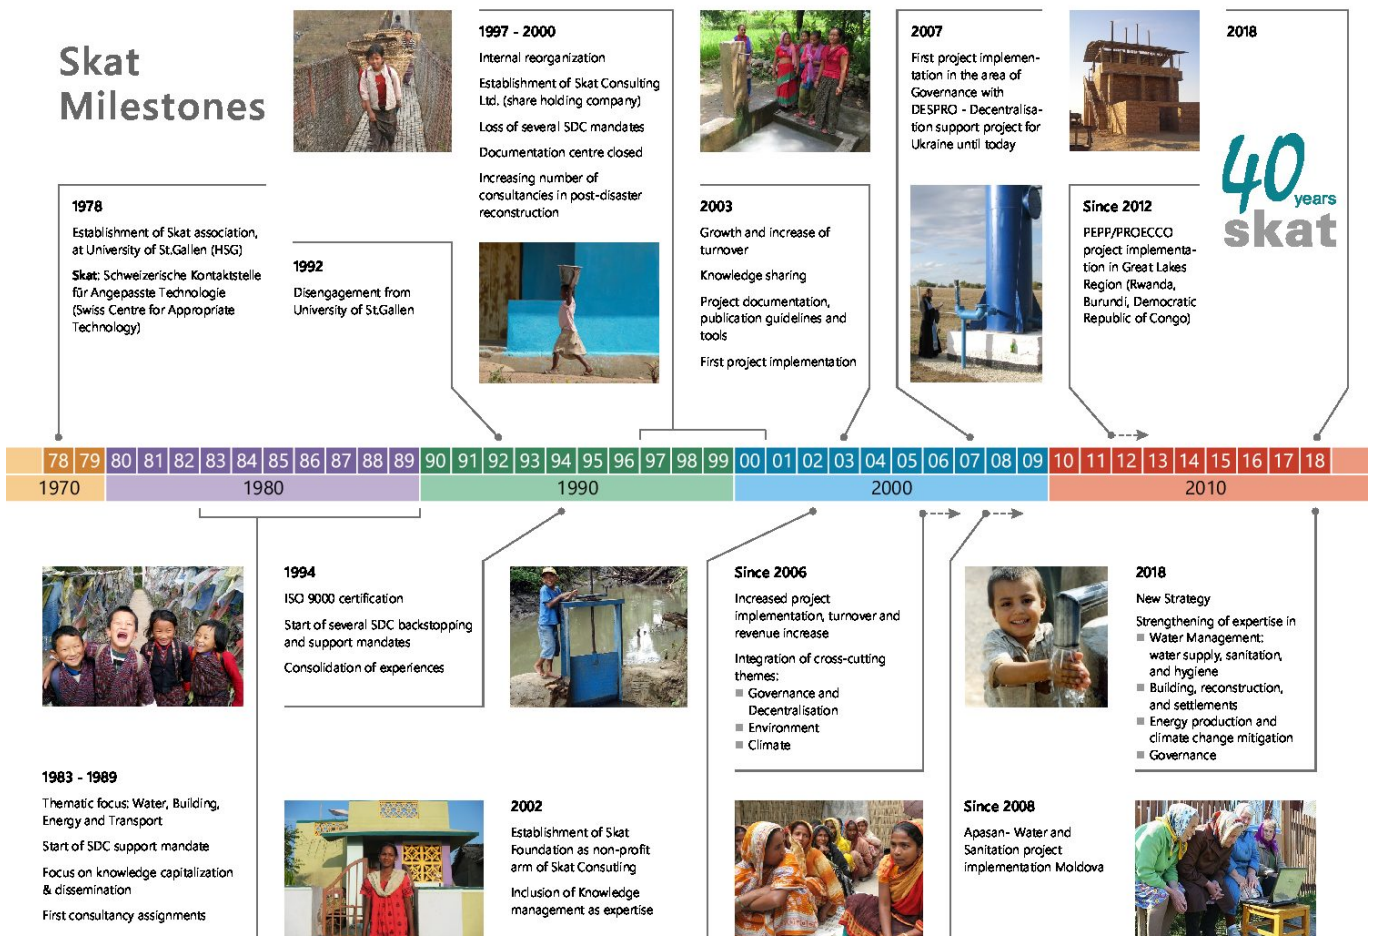 Skat
Milestones
1978
Establishment of Skat association,
at University of St.Gallen (HSG)
Skat: Schweizerische Kontaktstelle
für Angepasste Technologie
(Swiss Centre for Appropriate
Technology)
1992
Disengagement from
University of St.Gallen
1997 - 2000
Internal reorganization
Establishment of Skat Consulting
Ltd. (share holding company)
Loss of several SDC mandates
Documentation centre closed
Increasing number of
consultancies in post-disaster
reconstruction
2003
Growth and increase of
turnover
Knowledge sharing
Project documentation,
publication guidelines and
tools
First project implementation
2007
First project implemen-
tation in the area of
Governance with
DESPRO - Decentralisa-
tion support project for
Ukraine until today
Since 2012
PEPP/PROECCO
project implementa-
tion in Great Lakes
Region (Rwanda,
Burundi, Democratic
Republic of Congo)
2018
40
years
skat
78 79 80 81 82 83 84 85 86 87 88 89 90 91 92 93 94 95 96 97 98 99 00 01 02 03 04 05 06 07 08 09 10 11 12 13 14 15 16 17 18
1970 1980 1990 2000 2010
1983 - 1989
Thematic focus: Water, Building,
Energy and Transport
Start of SDC support mandate
Focus on knowledge capitalization
& dissemination
First consultancy assignments
1994
ISO 9000 certification
Start of several SDC backstopping
and support mandates
Consolidation of experiences
2002
Establishment of Skat
Foundation as non-profit
arm of Skat Consutling
Inclusion of Knowledge
management as expertise
Since 2006
Increased project
implementation, turnover and
revenue increase
Integration of cross-cutting
themes:
Governance and
Decentralisation
Environment
Climate
Since 2008
Apasan- Water and
Sanitation project
implementation Moldova
2018
New Strategy
Strengthening of expertise in
Water Management:
water supply, sanitation,
and hygiene
Building, reconstruction,
and settlements
Energy production and
climate change mitigation
Governance